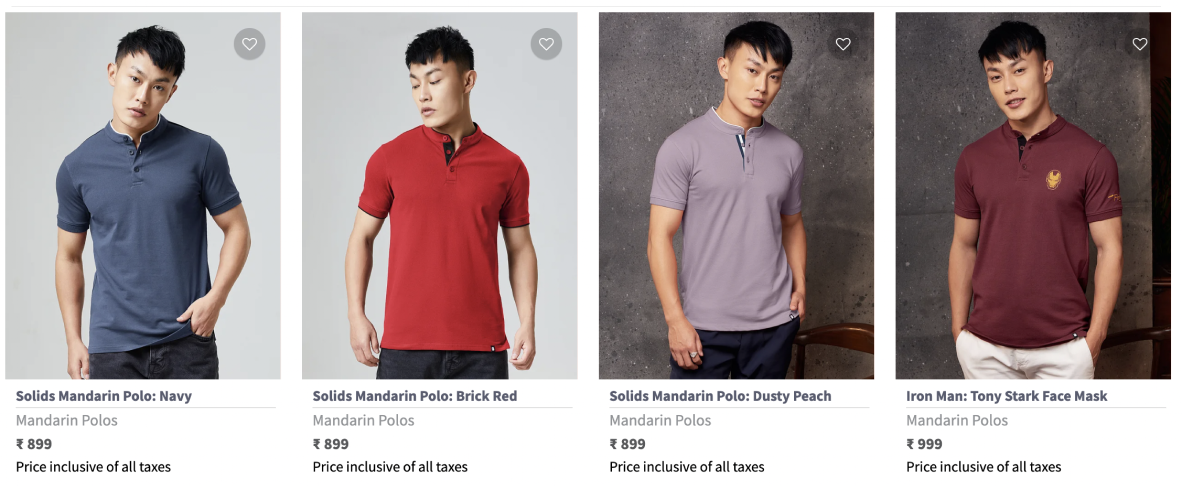 Solids Mandarin Polo: Navy
Mandarin Polos
₹ 899
Price inclusive of all taxes
Solids Mandarin Polo: Brick Red
Mandarin Polos
₹ 899
Price inclusive of all taxes
Solids Mandarin Polo: Dusty Peach
Mandarin Polos
₹ 899
Price inclusive of all taxes
Iron Man: Tony Stark Face Mask
Mandarin Polos
₹ 999
Price inclusive of all taxes